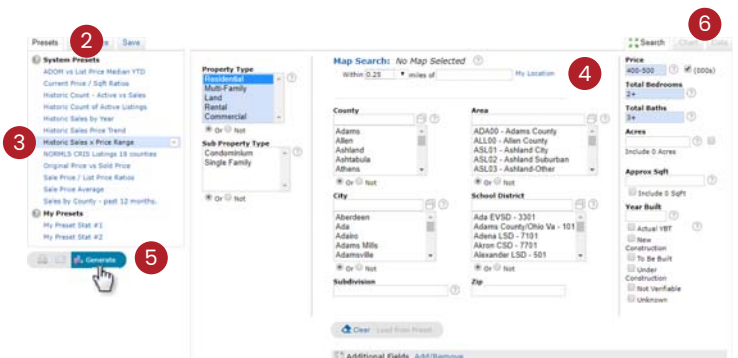 6
Presets
2
Save
Search
Chart
Data
System Presets
ADOM vs List Price Median YTD
Current Price / Sqft Ratios
Historic Count - Active vs Sales
Historic Count of Active Listings
Historic Sales by Year
Historic Sales Price Trend
3
Historic Sales x Price Range
NORMLS CRIS Listings 19 counties
Original Price vs Sold Price
Sale Price / List Price Ratios
Sale Price Average
Sales by County - past 12 months.
My Presets
My Preset Stat #1
My Preset Stat #2
Generate
5
Property Type
Residential
Multi-Family
Land
Rental
Commercial
Or Not
Sub Property Type
Condominium
Single Family
Or Not
Map Search: No Map Selected
4
Within 0.25 miles of
My Location
County
Adams
Allen
Ashland
Ashtabula
Athens
Or Not
City
Aberdeen
Ada
Adairo
Adams Mills
Adamsville
Or Not
Subdivision
Area
ADA00 - Adams County
ALL00 - Allen County
ASL01 - Ashland City
ASL02 - Ashland Suburban
ASL03 - Ashland-Other
Or Not
School District
Ada EVSD - 3301
Adams County/Ohio Va - 101
Adena LSD - 7101
Akron CSD - 7701
Alexander LSD - 501
Or Not
Zip
Clear - Load from Preset
Additional Fields Add/Remove
Price
400-500 (000s)
Total Bedrooms
2+
Total Baths
3+
Acres
Include 0 Acres
Approx Sqft
Include 0 SqFt
Year Built
Actual YBT
New
Construction
To Be Built
Under
Construction
Not Verifiable
Unknown